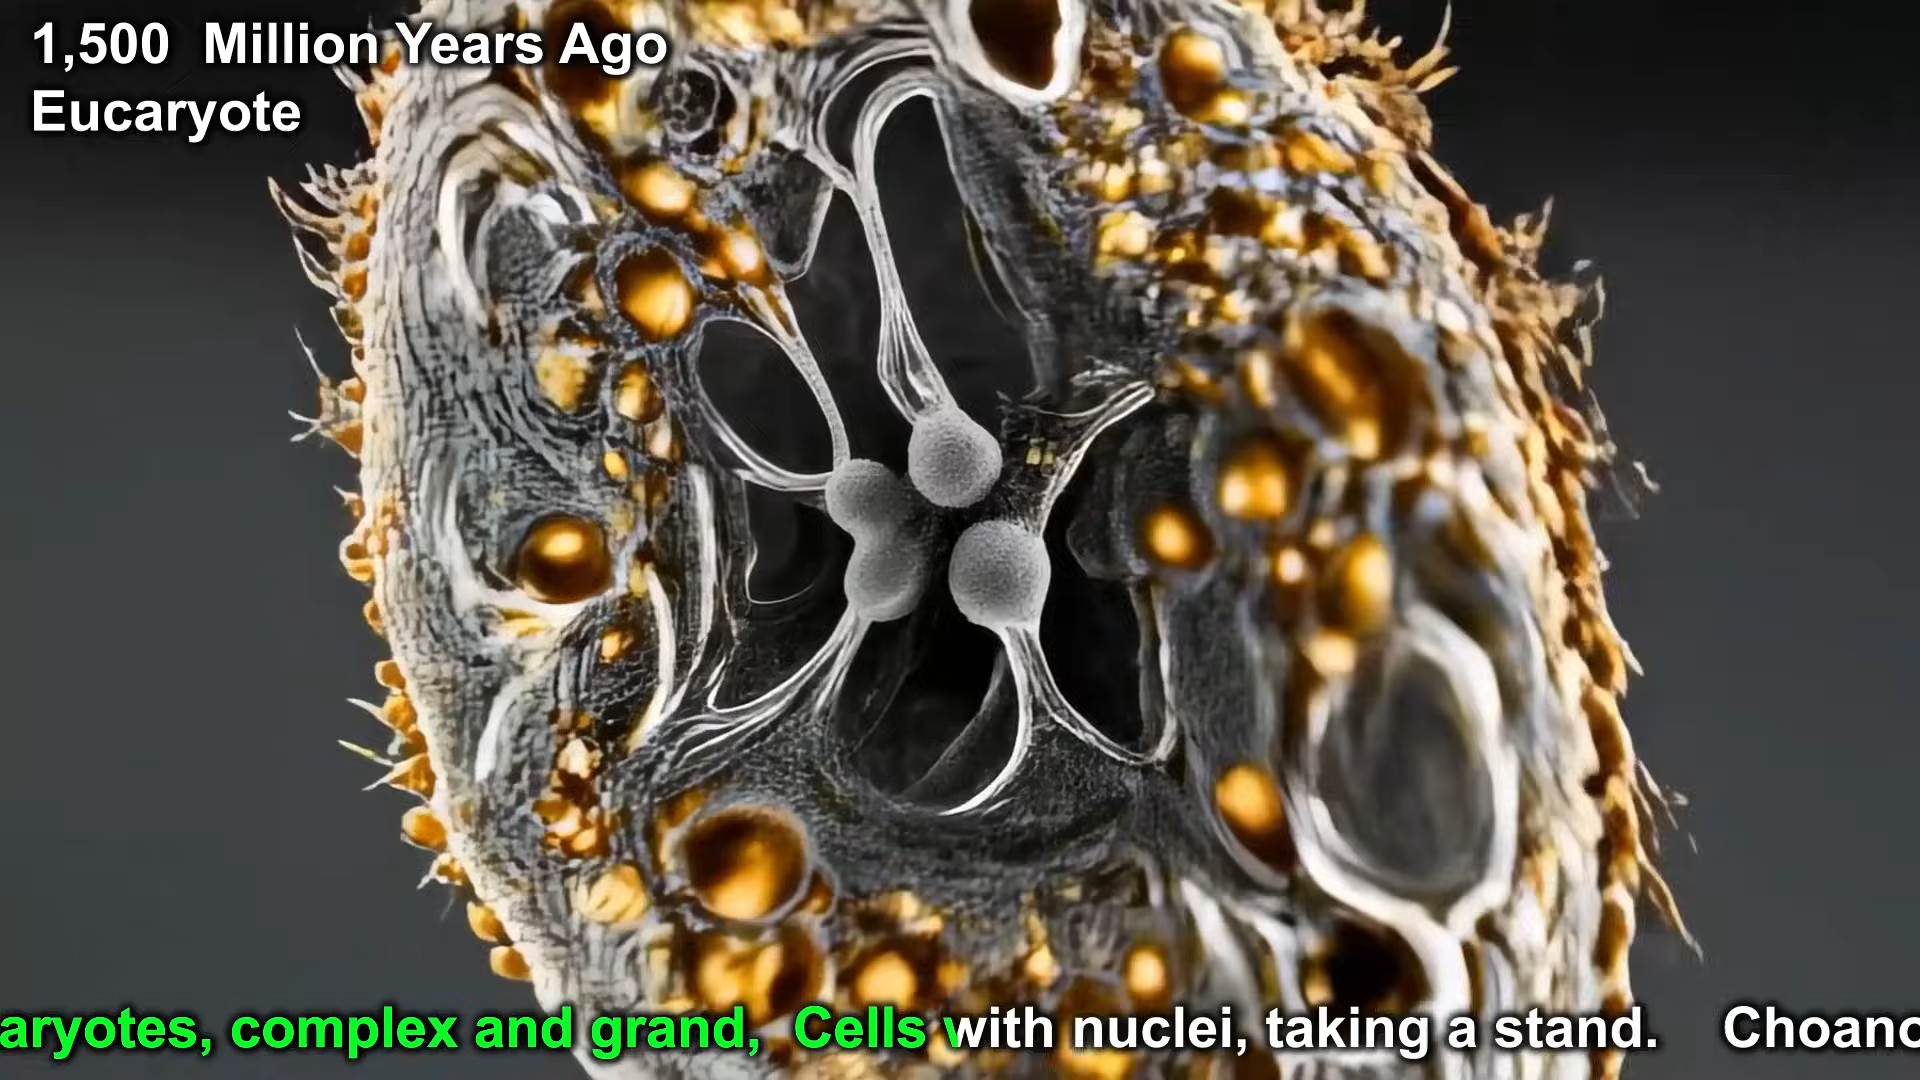 1,500 Million Years Ago
Eucaryote
aryotes, complex and grand, Cells with nuclei, taking a stand. Choano